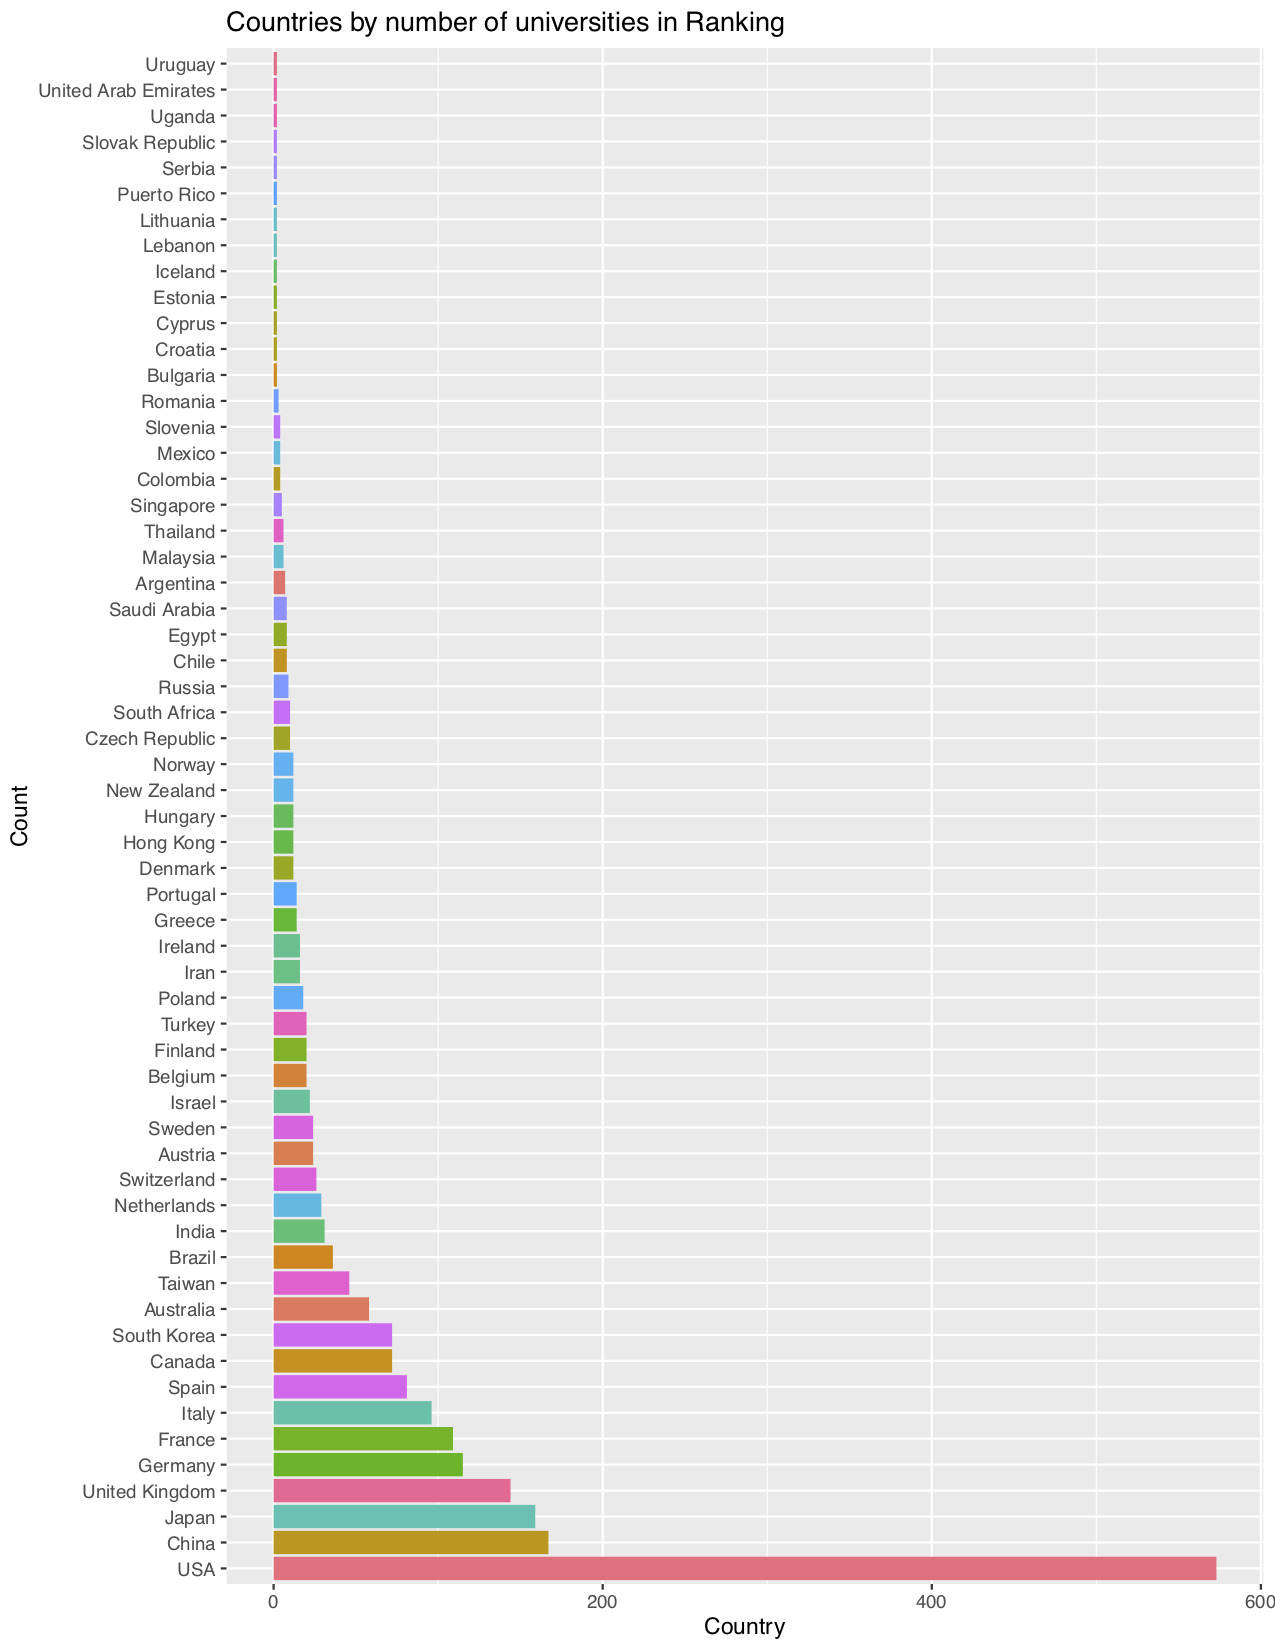 Countries by number of universities in Ranking
Uruguay
United Arab Emirates
Uganda
Slovak Republic
Serbia
Puerto Rico
Lithuania
Lebanon
Iceland
Estonia
Cyprus
Croatia
Bulgaria
Romania
Slovenia
Mexico
Colombia
Singapore
Thailand
Malaysia
Argentina
Saudi Arabia
Egypt
Chile
Russia
South Africa
Czech Republic
Norway
New Zealand
Hungary
Hong Kong
Denmark
Portugal
Greece
Ireland
Iran
Poland
Turkey
Finland
Belgium
Israel
Sweden
Austria
Switzerland
Netherlands
India
Brazil
Taiwan
Australia
South Korea
Canada
Spain
Italy
France
Germany
United Kingdom
Japan
China
USA
Count
0 200 400 600
Country